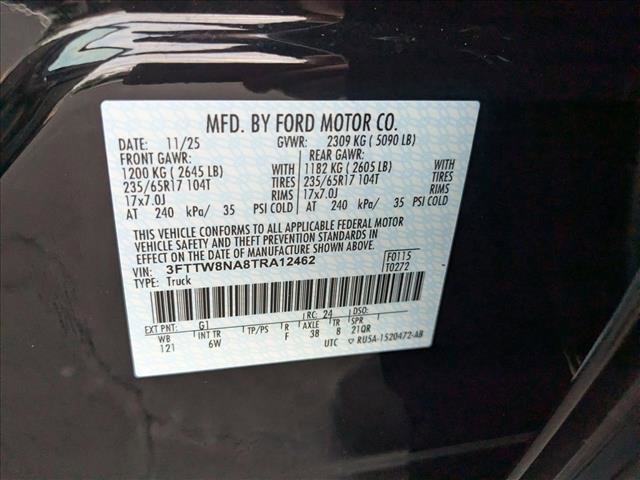 MFD. BY FORD MOTOR CO.
DATE: 11/25 GVWR: 2309 KG ( 5090 LB)
FRONT GAWR: REAR GAWR:
1200 KG ( 2645 LB) 1182 KG ( 2605 LB)
235/65R17 104T TIRES 235/65R17 104T TIRES
17x7.0J RIMS 17x7.0J RIMS
AT 240 kPa/ 35 PSI COLD AT 240 kPa/ 35 PSI COLD
THIS VEHICLE CONFORMS TO ALL APPLICABLE FEDERAL MOTOR
VEHICLE SAFETY AND THEFT PREVENTION STANDARDS IN
EFFECT ON THE DATE OF MANUFACTURE SHOWN ABOVE.
VIN: 3FTTW8NA8TRA12462 F0115
TYPE: Truck T0272
RC: 24 DSO:
EXT PNT: G1
WB INT TR TP/PS R AXLE TR SPR
121 6W F 38 8 21QR
UTC RU5A-1520472-AB